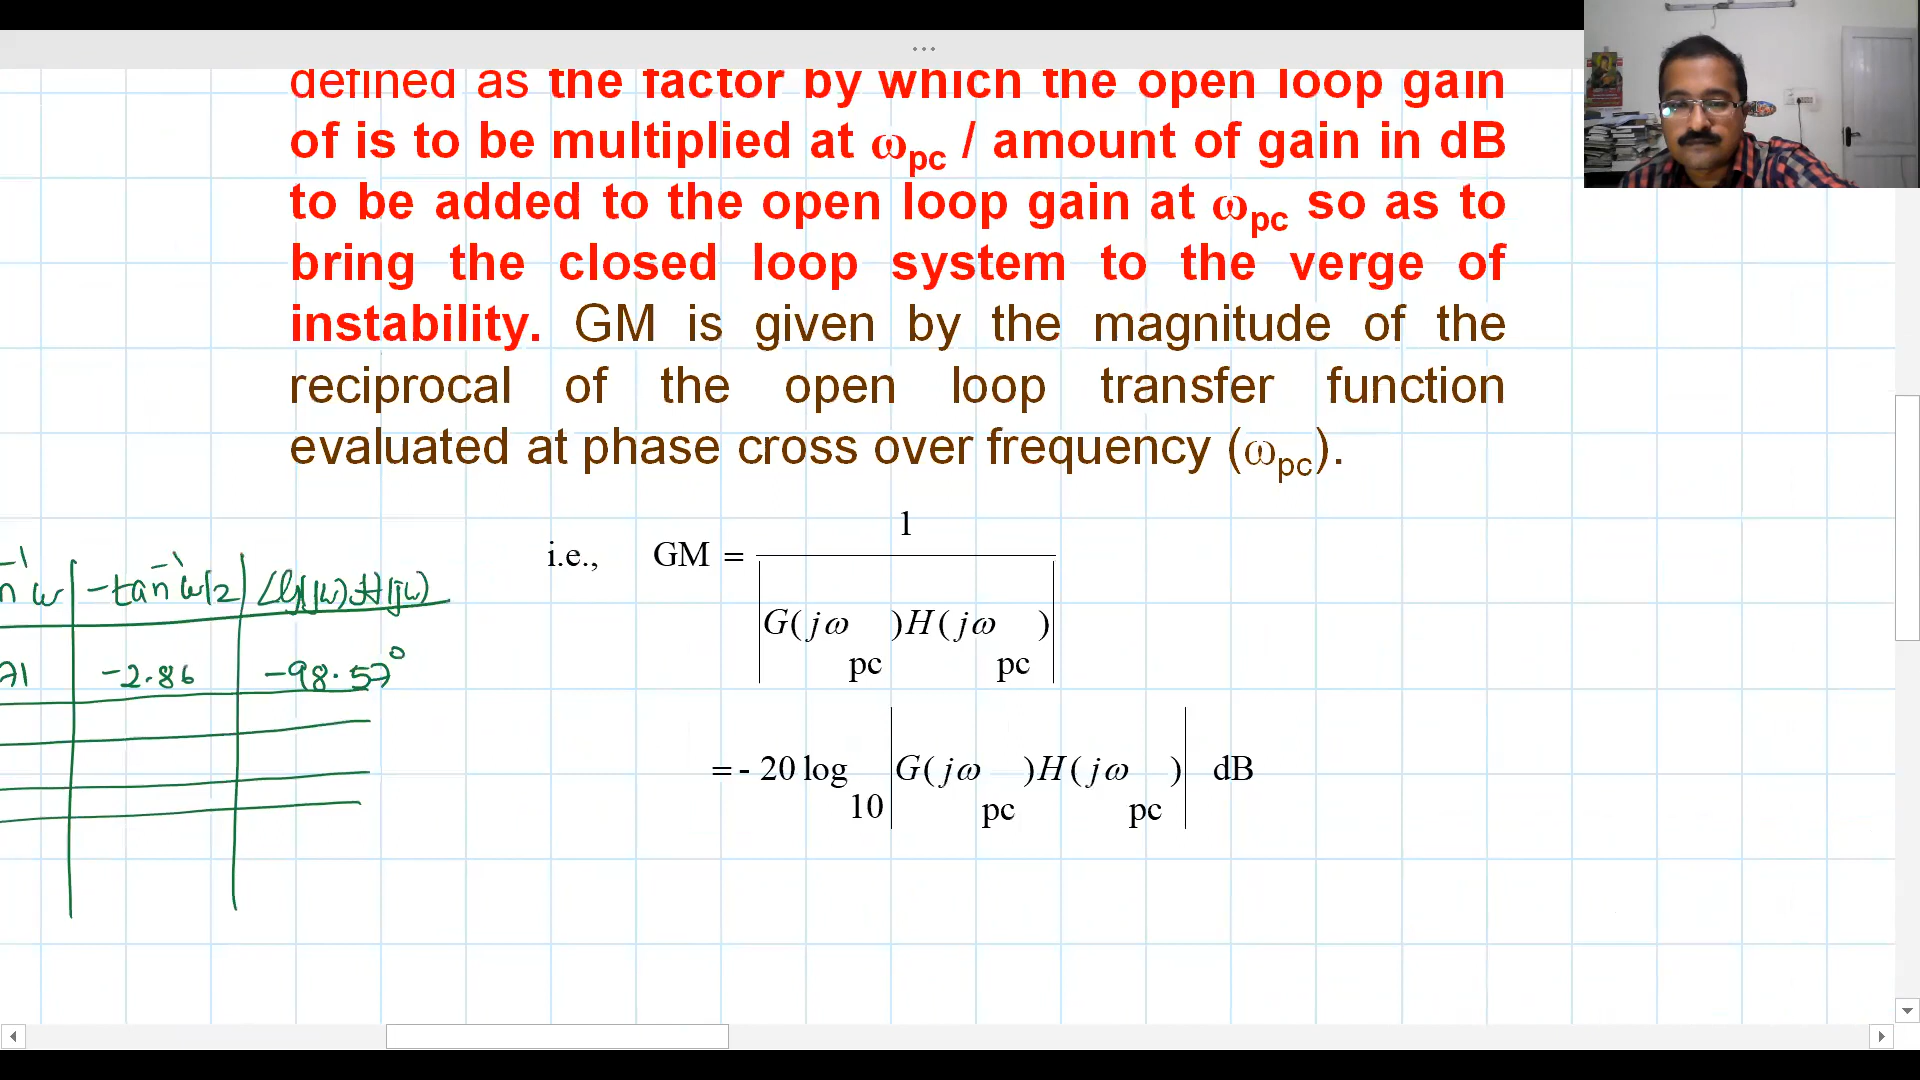 defined as the factor by which the open loop gain
of is to be multiplied at ωpc / amount of gain in dB
to be added to the open loop gain at ωpc so as to
bring the closed loop system to the verge of
instability. GM is given by the magnitude of the
reciprocal of the open loop transfer function
evaluated at phase cross over frequency (ωpc).
i.e., GM = 1 / |G(jωpc)H(jωpc)|
= - 20 log10 |G(jωpc)H(jωpc)| dB
n⁻¹ω | -tan⁻¹ω/2 | ∠G(jω)H(jω)
71 | -2.86 | -98.57°